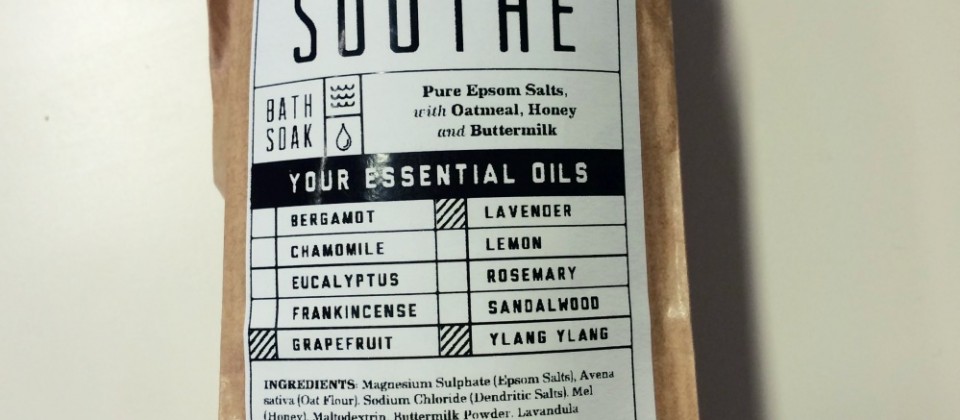 SOOTHE
BATH
SOAK
Pure Epsom Salts,
with Oatmeal, Honey
and Buttermilk
YOUR ESSENTIAL OILS
BERGAMOT
LAVENDER
CHAMOMILE
LEMON
EUCALYPTUS
ROSEMARY
FRANKINCENSE
SANDALWOOD
GRAPEFRUIT
YLANG YLANG
INGREDIENTS: Magnesium Sulphate (Epsom Salts), Avena
sativa (Oat Flour). Sodium Chloride (Dendritic Salts). Mel
(Honey), Maltodextrin, Buttermilk Powder, Lavandula